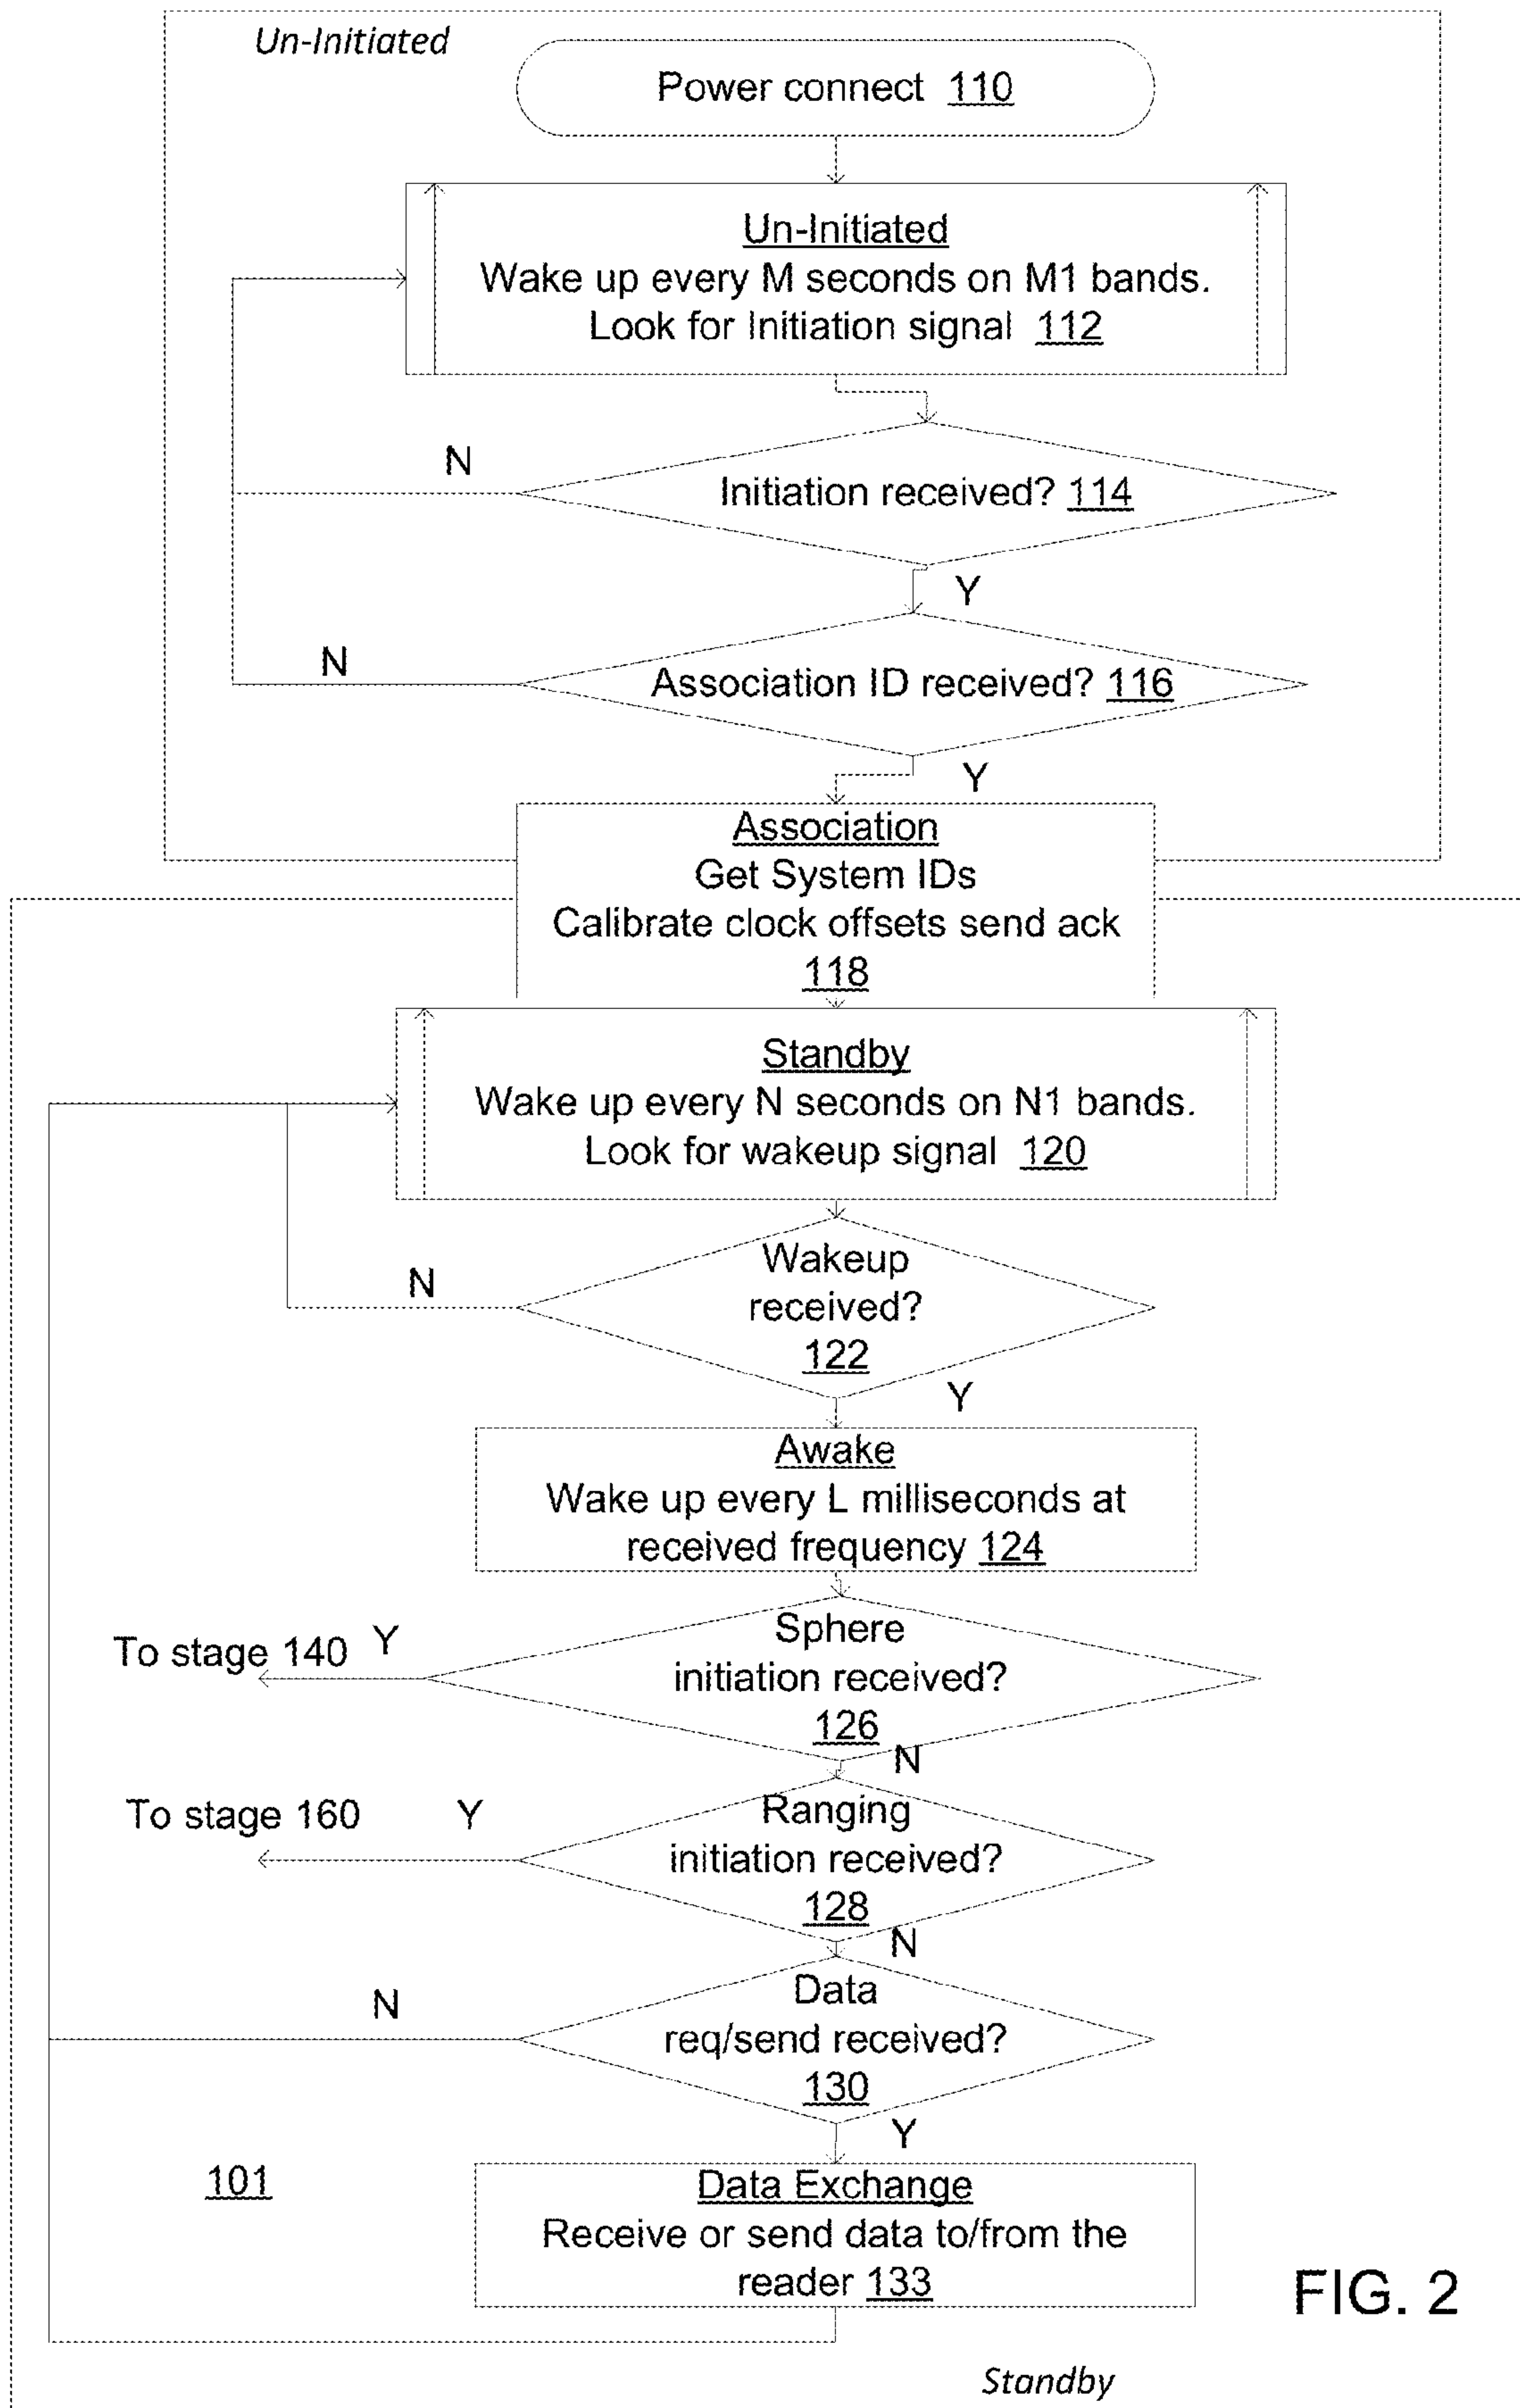 Un-Initiated
Power connect 110
Un-Initiated
Wake up every M seconds on M1 bands.
Look for Initiation signal 112
N
Initiation received? 114
Y
N
Association ID received? 116
Y
Association
Get System IDs
Calibrate clock offsets send ack
118
Standby
Wake up every N seconds on N1 bands.
Look for wakeup signal 120
Wakeup
N
received?
122
Y
Awake
Wake up every L milliseconds at
received frequency 124
Sphere
To stage 140 Y
initiation received?
126
N
Ranging
To stage 160 Y
initiation received?
128
N
Data
N
req/send received?
130
Y
101
Data Exchange
Receive or send data to/from the
reader 133
FIG. 2
Standby